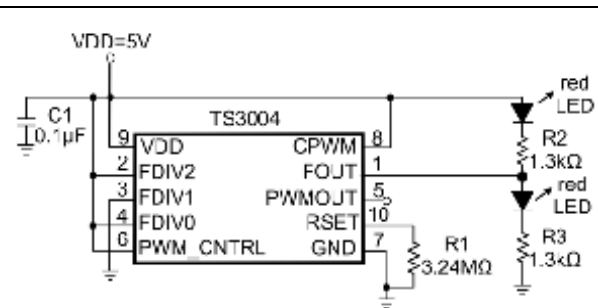 VDD=5V
red
LED
C1
0.1µF
TS3004
R2
1.3kΩ
9 VDD CPWM 8
2 FDIV2 FOUT 1
3 FDIV1 PWMOUT 5
4 FDIV0 RSET 10
6 PWM_CNTRL GND 7
red
LED
R1
3.24MΩ
R3
1.3kΩ